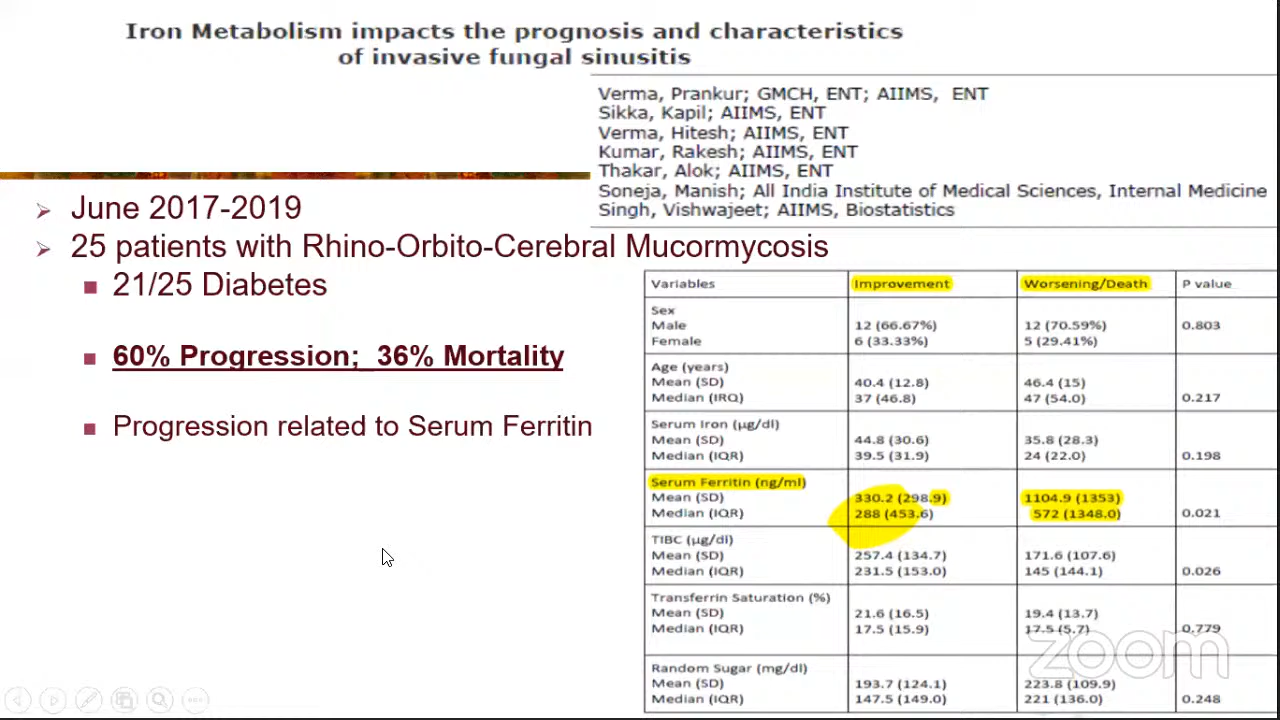 Iron Metabolism impacts the prognosis and characteristics
of invasive fungal sinusitis
Verma, Prankur; GMCH, ENT; AIIMS, ENT
Sikka, Kapil; AIIMS, ENT
Verma, Hitesh; AIIMS, ENT
Kumar, Rakesh; AIIMS, ENT
Thakar, Alok; AIIMS, ENT
Soneja, Manish; All India Institute of Medical Sciences, Internal Medicine
Singh, Vishwajeet; AIIMS, Biostatistics
June 2017-2019
25 patients with Rhino-Orbito-Cerebral Mucormycosis
21/25 Diabetes
60% Progression; 36% Mortality
Progression related to Serum Ferritin
Variables Improvement Worsening/Death P value
Sex
Male 12 (66.67%) 12 (70.59%) 0.803
Female 6 (33.33%) 5 (29.41%)
Age (years)
Mean (SD) 40.4 (12.8) 46.4 (15)
Median (IRQ) 37 (46.8) 47 (54.0) 0.217
Serum Iron (µg/dl)
Mean (SD) 44.8 (30.6) 35.8 (28.3)
Median (IQR) 39.5 (31.9) 24 (22.0) 0.198
Serum Ferritin (ng/ml)
Mean (SD) 330.2 (298.9) 1104.9 (1353)
Median (IQR) 288 (453.6) 572 (1348.0) 0.021
TIBC (µg/dl)
Mean (SD) 257.4 (134.7) 171.6 (107.6)
Median (IQR) 231.5 (153.0) 145 (144.1) 0.026
Transferrin Saturation (%)
Mean (SD) 21.6 (16.5) 19.4 (13.7)
Median (IQR) 17.5 (15.9) 17.5 (5.7) 0.779
Random Sugar (mg/dl)
Mean (SD) 193.7 (124.1) 223.8 (109.9)
Median (IQR) 147.5 (149.0) 221 (136.0) 0.248
zoom